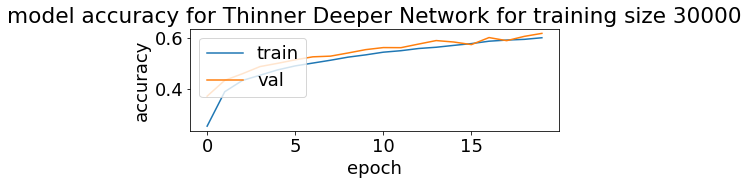 model accuracy for Thinner Deeper Network for training size 30000
accuracy
0.6
0.4
train
val
0 5 10 15
epoch